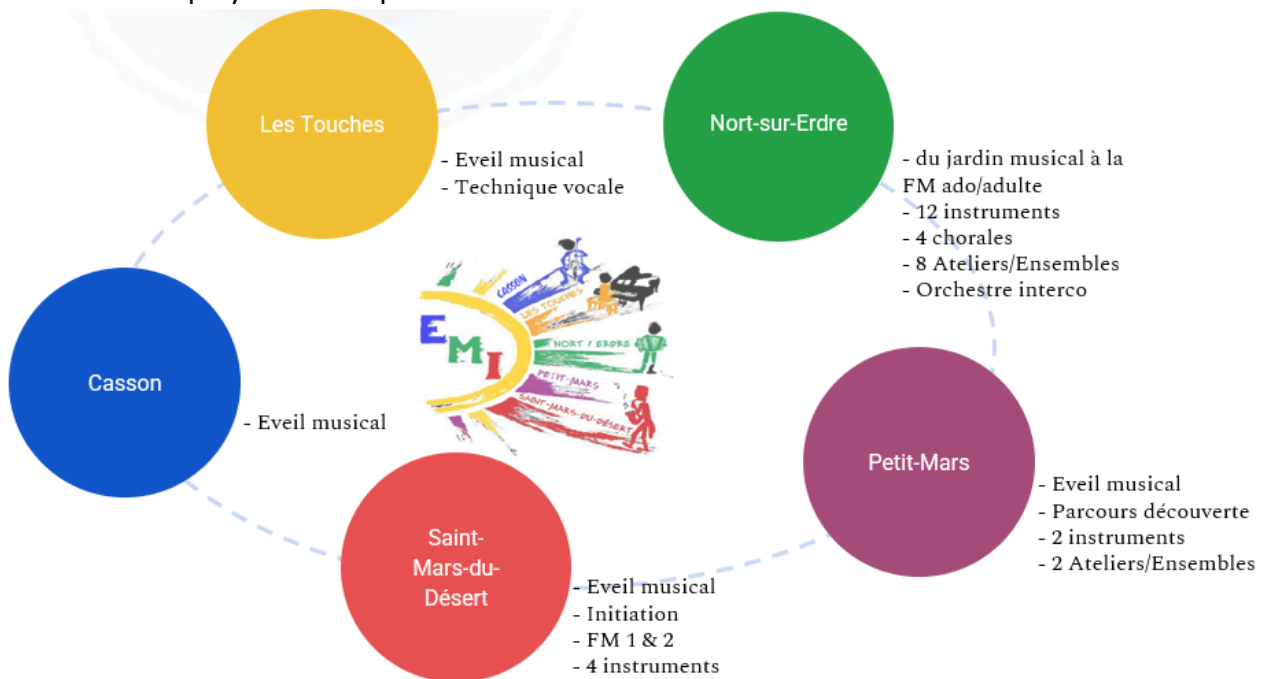 Les Touches
- Eveil musical
- Technique vocale
Nort-sur-Erdre
- du jardin musical à la
FM ado/adulte
- 12 instruments
- 4 chorales
- 8 Ateliers/Ensembles
- Orchestre interco
Casson
- Eveil musical
EMI
CASSON
LES TOUCHES
NORT / ERDRE
PETIT-MARS
SAINT-MARS-DU-DÉSERT
Petit-Mars
- Eveil musical
- Parcours découverte
- 2 instruments
- 2 Ateliers/Ensembles
Saint-
Mars-du-
Désert
- Eveil musical
- Initiation
- FM 1 & 2
- 4 instruments